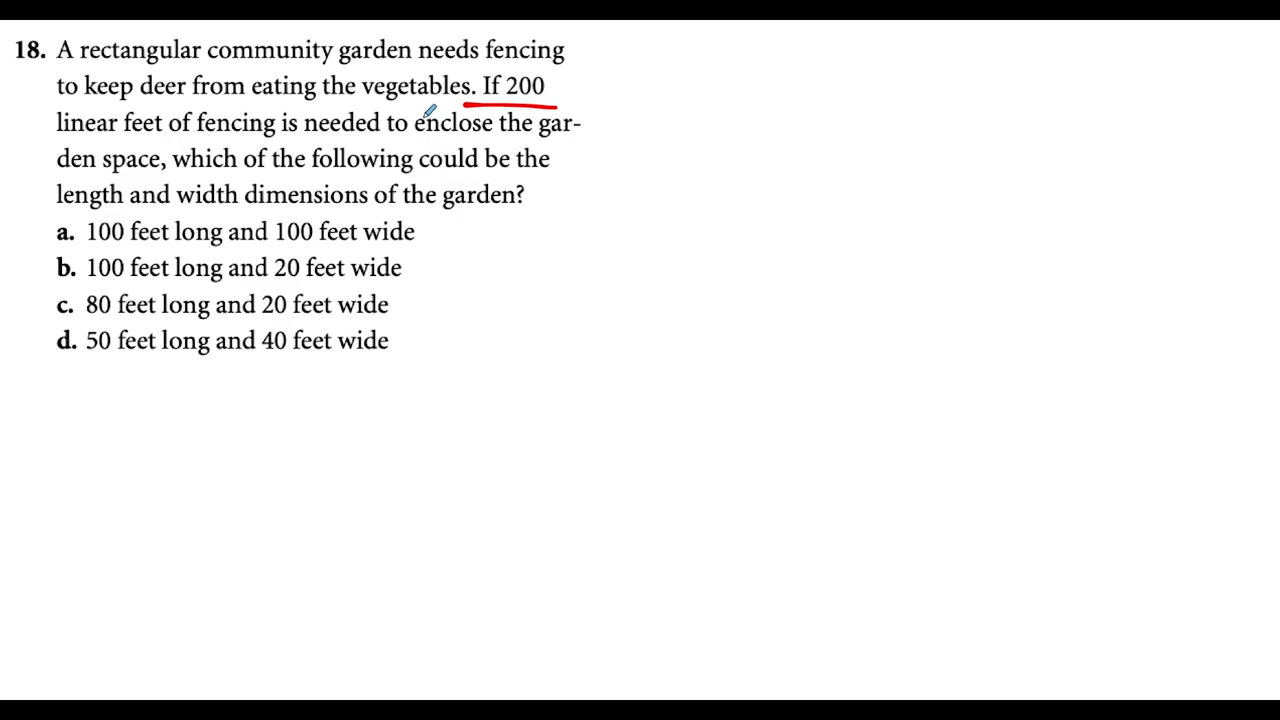 18. A rectangular community garden needs fencing
to keep deer from eating the vegetables. If 200
linear feet of fencing is needed to enclose the gar-
den space, which of the following could be the
length and width dimensions of the garden?
a. 100 feet long and 100 feet wide
b. 100 feet long and 20 feet wide
c. 80 feet long and 20 feet wide
d. 50 feet long and 40 feet wide